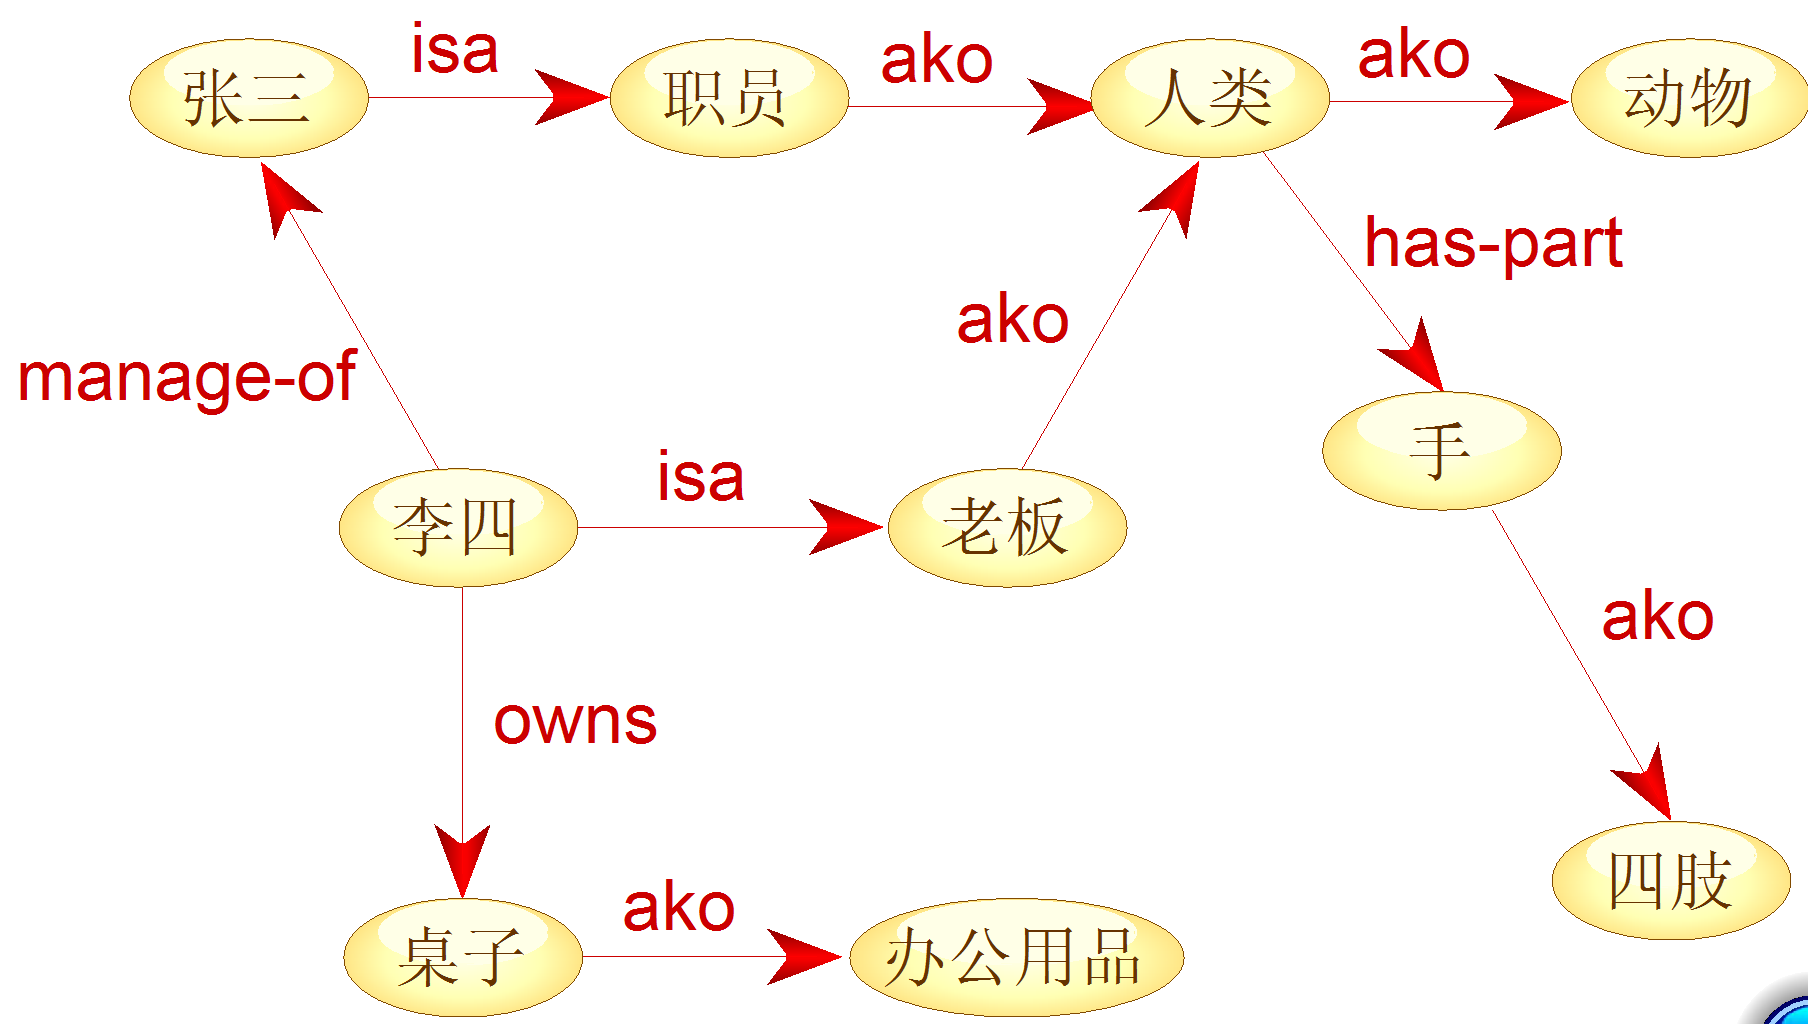 isa
ako
ako
张三
职员
人类
动物
has-part
ako
manage-of
手
isa
李四
老板
ako
owns
四肢
ako
桌子
办公用品